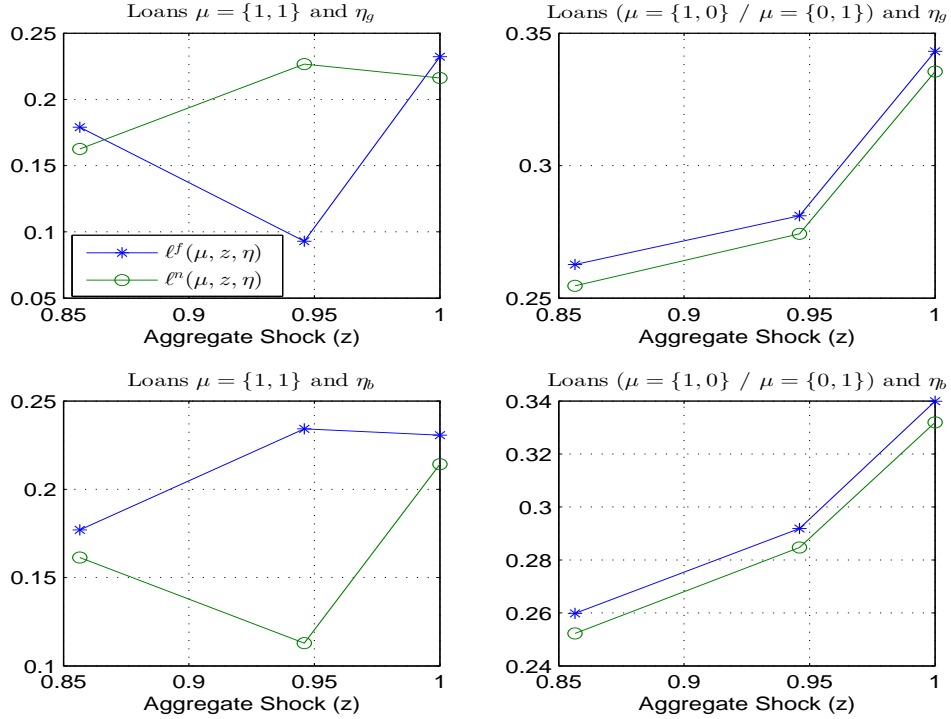 Loans μ = {1, 1} and η_g
0.25
0.2
0.15
0.1
0.05
ℓ^f(μ, z, η)
ℓ^n(μ, z, η)
0.85 0.9 0.95 1
Aggregate Shock (z)
Loans (μ = {1, 0} / μ = {0, 1}) and η_g
0.35
0.3
0.25
0.85 0.9 0.95 1
Aggregate Shock (z)
Loans μ = {1, 1} and η_b
0.25
0.2
0.15
0.1
0.85 0.9 0.95 1
Aggregate Shock (z)
Loans (μ = {1, 0} / μ = {0, 1}) and η_b
0.34
0.32
0.3
0.28
0.26
0.24
0.85 0.9 0.95 1
Aggregate Shock (z)